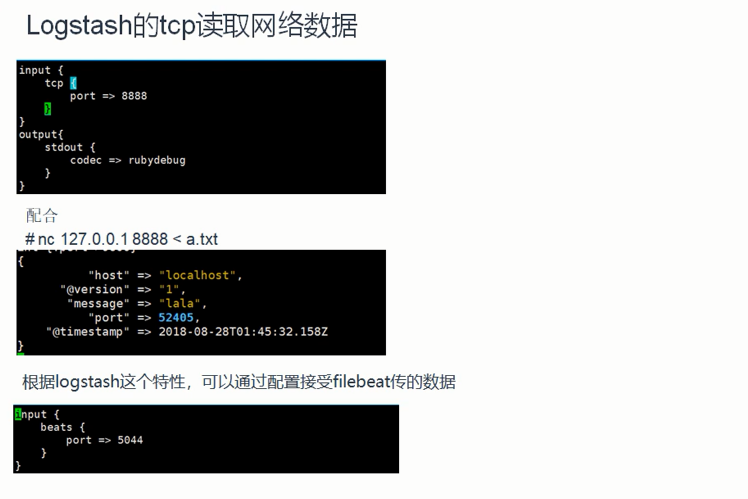 Logstash的tcp读取网络数据
input {
    tcp {
        port => 8888
    }
}
output{
    stdout {
        codec => rubydebug
    }
}
配合
# nc 127.0.0.1 8888 < a.txt
{
          "host" => "localhost",
      "@version" => "1",
       "message" => "lala",
          "port" => 52405,
    "@timestamp" => 2018-08-28T01:45:32.158Z
}
根据logstash这个特性，可以通过配置接受filebeat传的数据
input {
    beats {
        port => 5044
    }
}